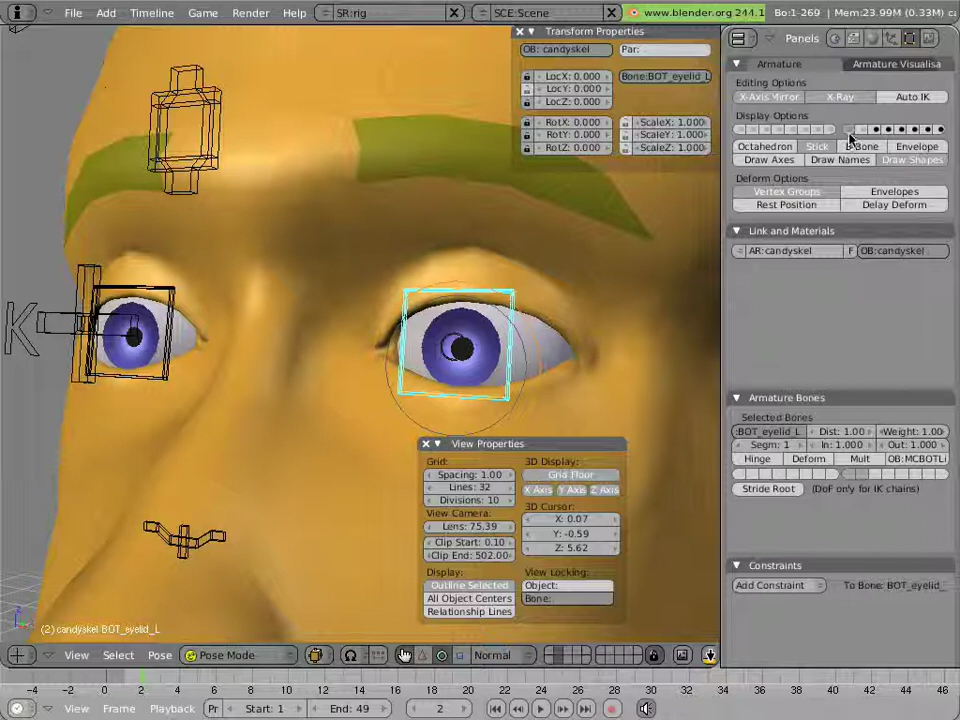 File Add Timeline Game Render Help SR:rig SCE:Scene www.blender.org 244.1 Bo:1-269 | Mem:23.99M (0.33M) ca
Transform Properties
OB: candyskel Par:
LocX: 0.000 Bone:BOT_eyelid_L
LocY: 0.000
LocZ: 0.000
RotX: 0.000 ScaleX: 1.000
RotY: 0.000 ScaleY: 1.000
RotZ: 0.000 ScaleZ: 1.000
Panels
Armature Armature Visualisa
Editing Options
X-Axis Mirror X-Ray Auto IK
Display Options
Octahedron Stick B-Bone Envelope
Draw Axes Draw Names Draw Shapes
Deform Options
Vertex Groups Envelopes
Rest Position Delay Deform
Link and Materials
AR:candyskel F OB:candyskel
K
View Properties
Grid: 3D Display:
Spacing: 1.00 Grid Floor
Lines: 32 X Axis Y Axis Z Axis
Divisions: 10
View Camera: 3D Cursor:
Lens: 75.39 X: 0.07
Clip Start: 0.10 Y: -0.59
Clip End: 502.00 Z: 5.62
Display: View Locking:
Outline Selected Object:
All Object Centers Bone:
Relationship Lines
Armature Bones
Selected Bones
:BOT_eyelid_L Dist: 1.00 Weight: 1.00
Segm: 1 In: 1.000 Out: 1.000
Hinge Deform Mult OB:MCBOTLi
Stride Root (DoF only for IK chains)
Constraints
Add Constraint To Bone: BOT_eyelid_
(2) candyskel BOT_eyelid_L
View Select Pose Pose Mode Normal
-4 -2 0 2 4 6 8 10 12 14 16 18 20 22 24 26 28 30 32 34 36 38 40 42 44 46
View Frame Playback Pr Start: 1 End: 49 2